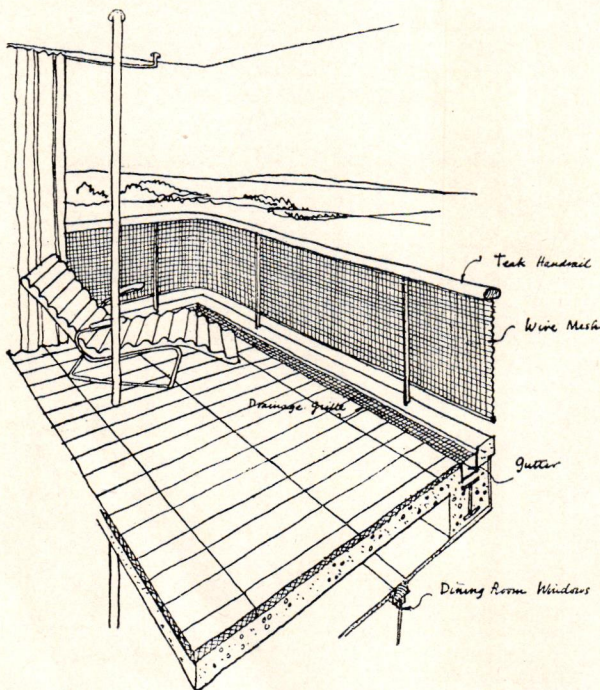 Teak Handrail
Wire Mesh
Drainage Grille
Gutter
Dining Room Windows